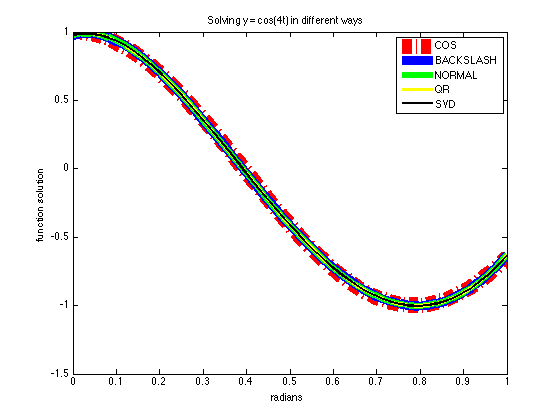 Solving y = cos(4t) in different ways
1
0.5
0
-0.5
-1
-1.5
function solution
COS
BACKSLASH
NORMAL
QR
SVD
0 0.1 0.2 0.3 0.4 0.5 0.6 0.7 0.8 0.9 1
radians